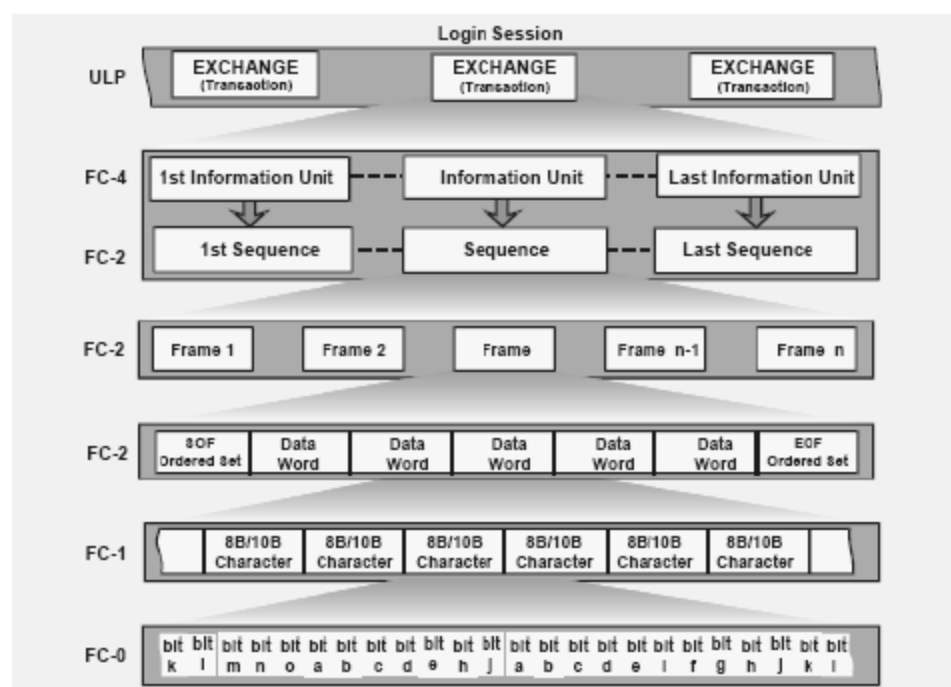 Login Session
ULP
EXCHANGE EXCHANGE EXCHANGE
(Transaction) (Transaction) (Transaction)
FC-4
1st Information Unit Information Unit Last Information Unit
FC-2
1st Sequence Sequence Last Sequence
FC-2
Frame 1 Frame 2 Frame Frame n-1 Frame n
FC-2
SOF Data Data Data Data Data EOF
Ordered Set Word Word Word Word Word Ordered Set
FC-1
8B/10B 8B/10B 8B/10B 8B/10B 8B/10B 8B/10B
Character Character Character Character Character Character
FC-0
bit bit bit bit bit bit bit bit bit bit bit bit bit bit bit bit bit bit bit bit bit bit bit bit
k l m n o a b c d e h j a b c d e i f g h j k l